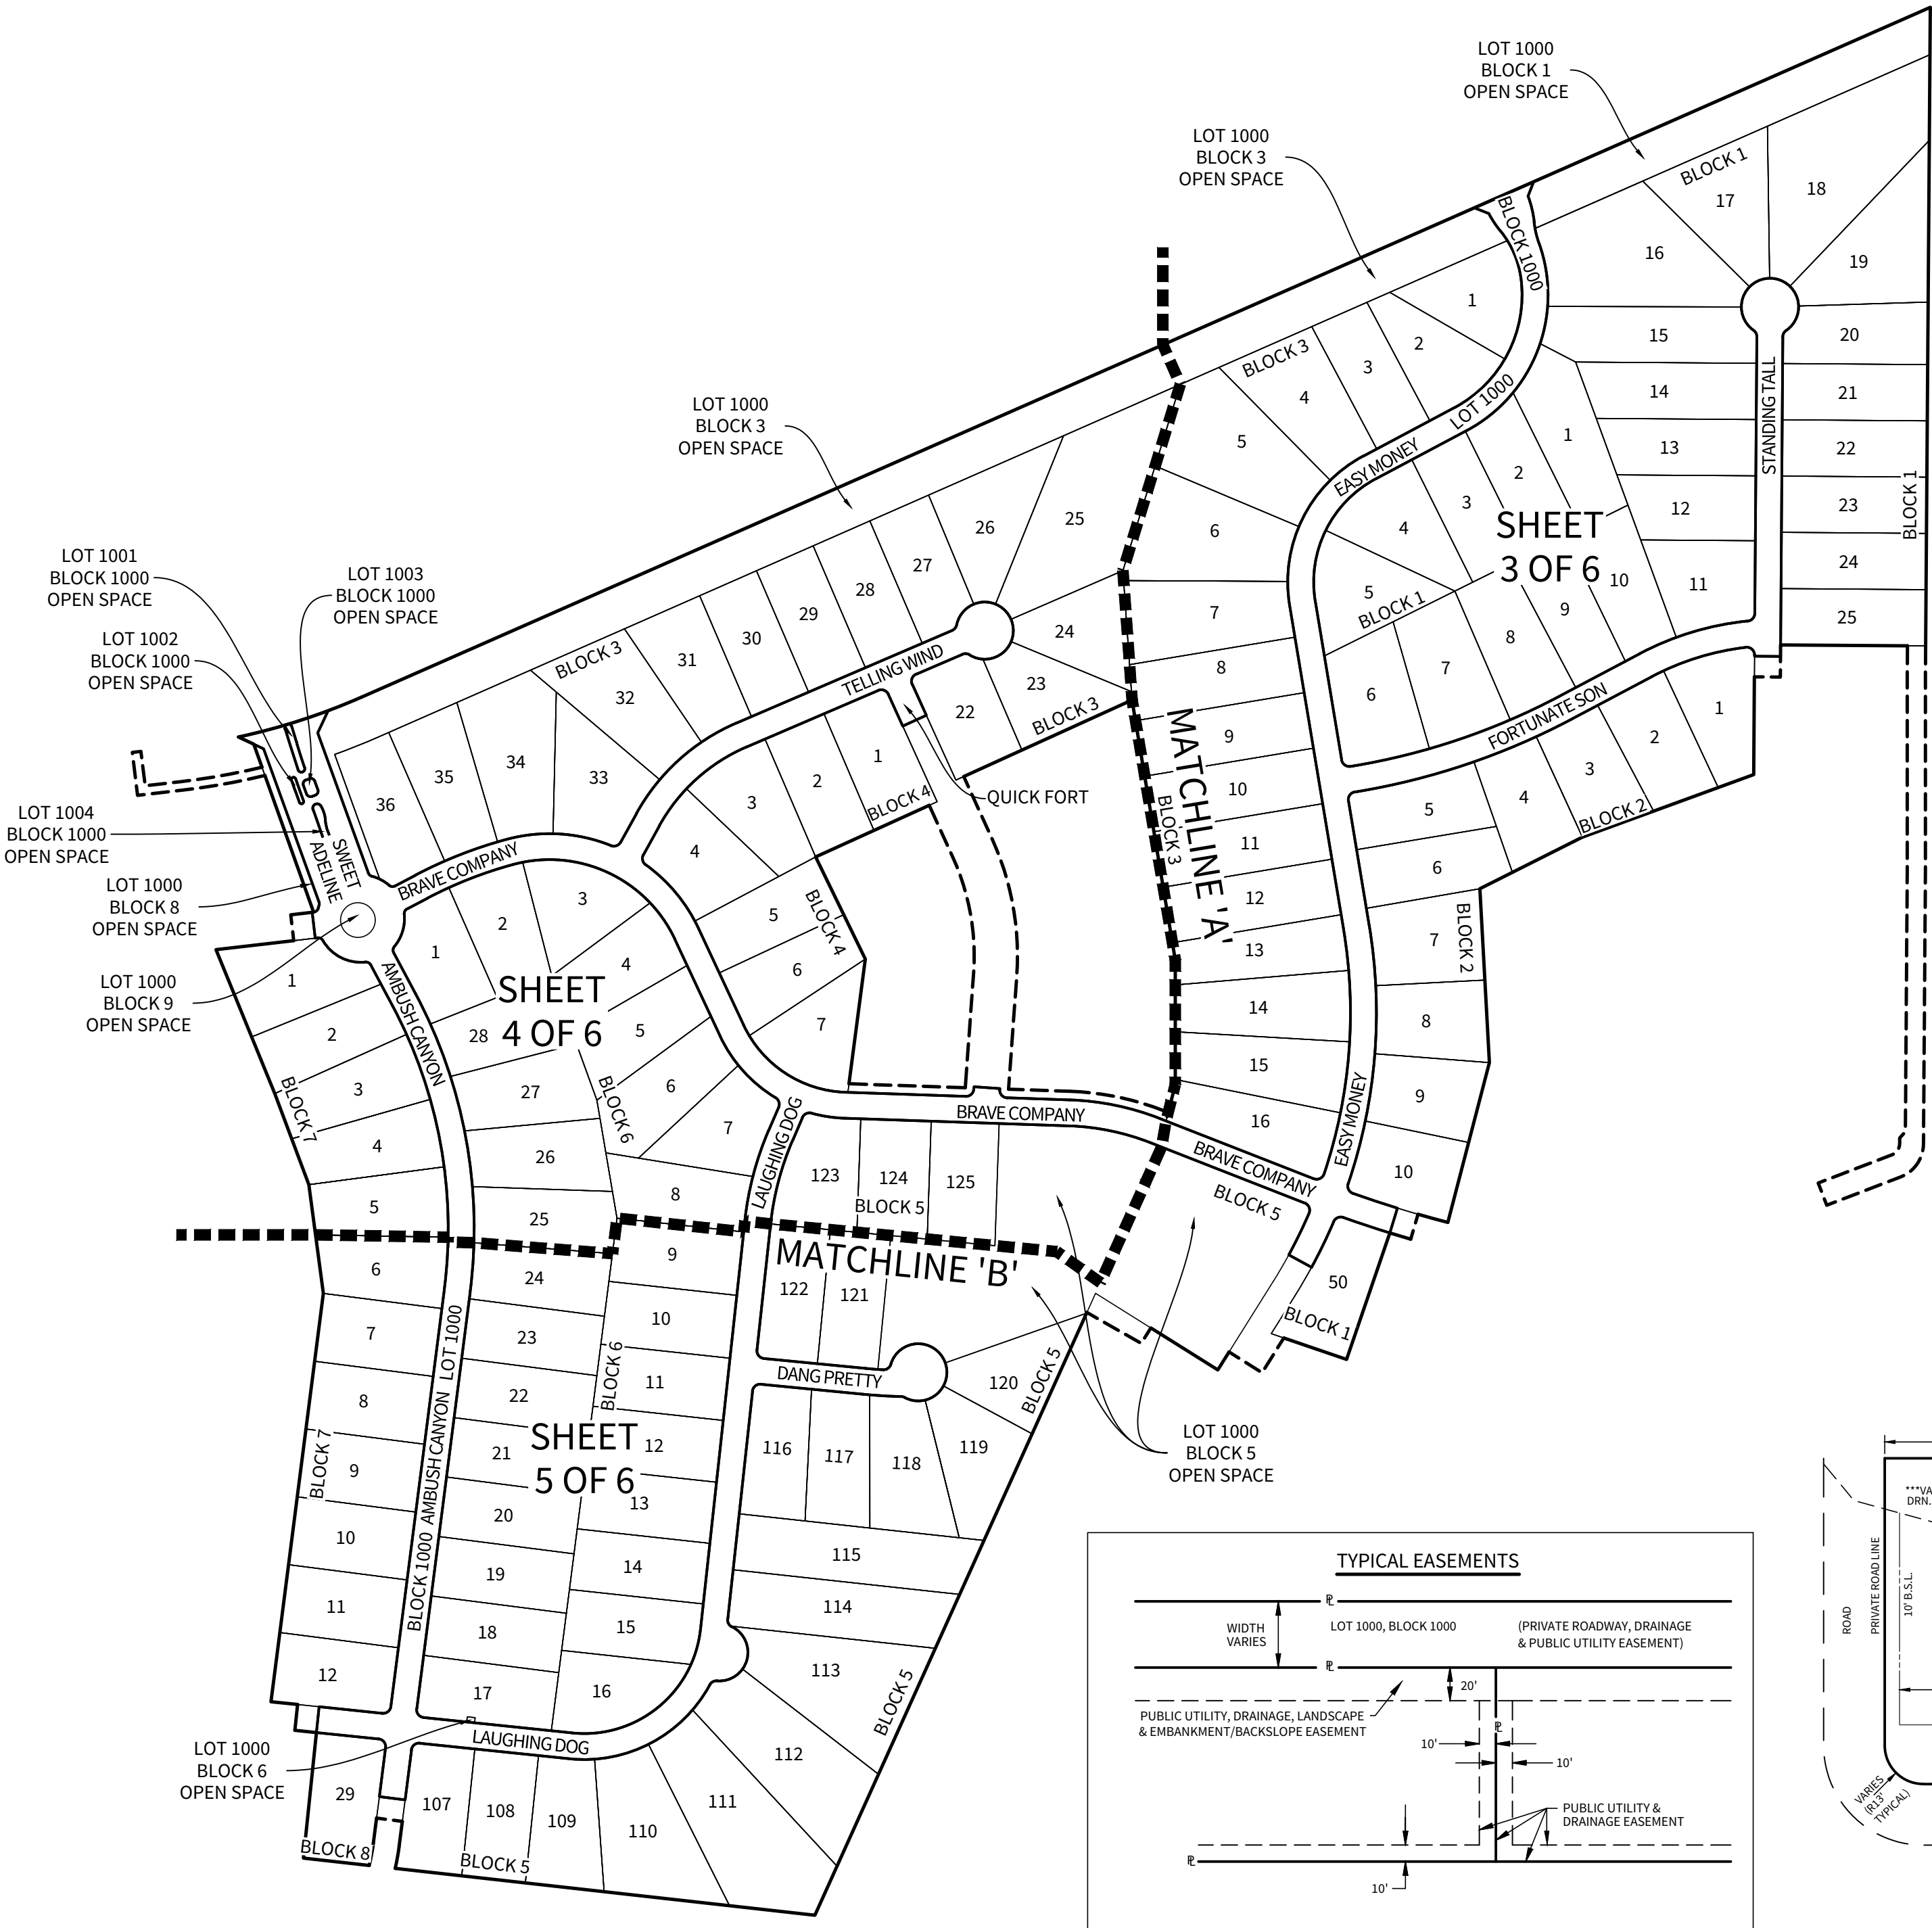 LOT 1000
BLOCK 1
OPEN SPACE
LOT 1000
BLOCK 3
OPEN SPACE
LOT 1000
BLOCK 3
OPEN SPACE
LOT 1001
BLOCK 1000
OPEN SPACE
LOT 1003
BLOCK 1000
OPEN SPACE
LOT 1002
BLOCK 1000
OPEN SPACE
LOT 1004
BLOCK 1000
OPEN SPACE
LOT 1000
BLOCK 8
OPEN SPACE
LOT 1000
BLOCK 9
OPEN SPACE
BLOCK 1
17
18
16
19
BLOCK 1000
15
20
14
21
13
22
12
23
11
24
25
STANDING TALL
BLOCK 1
1
2
3
BLOCK 3
4
5
6
7
8
9
10
11
12
13
14
15
16
BLOCK 3
EASY MONEY
LOT 1000
1
2
3
4
5
BLOCK 1
6
7
8
9
10
SHEET
3 OF 6
FORTUNATE SON
1
2
3
4
BLOCK 2
5
6
7
BLOCK 2
8
9
10
EASY MONEY
MATCHLINE 'A'
25
26
27
28
29
30
31
BLOCK 3
32
33
34
35
36
24
23
BLOCK 3
22
TELLING WIND
QUICK FORT
1
BLOCK 4
2
3
4
5
BLOCK 4
6
7
SWEET
ADELINE
BRAVE COMPANY
1
2
3
4
5
6
7
8
BLOCK 6
28
27
26
25
SHEET
4 OF 6
AMBUSH CANYON
1
2
3
BLOCK 7
4
5
LAUGHING DOG
BRAVE COMPANY
BRAVE COMPANY
123
124
125
BLOCK 5
BLOCK 5
50
BLOCK 1
MATCHLINE 'B'
6
7
8
9
BLOCK 7
10
11
12
BLOCK 1000 AMBUSH CANYON LOT 1000
24
23
22
21
20
19
18
17
9
10
BLOCK 6
11
12
13
14
15
16
SHEET
5 OF 6
122
121
DANG PRETTY
120
BLOCK 5
119
118
117
116
115
114
113
BLOCK 5
112
111
110
109
108
107
BLOCK 5
LAUGHING DOG
LOT 1000
BLOCK 6
OPEN SPACE
29
BLOCK 8
LOT 1000
BLOCK 5
OPEN SPACE
TYPICAL EASEMENTS
PL
WIDTH
VARIES
LOT 1000, BLOCK 1000
(PRIVATE ROADWAY, DRAINAGE
& PUBLIC UTILITY EASEMENT)
PL
20'
PUBLIC UTILITY, DRAINAGE, LANDSCAPE
& EMBANKMENT/BACKSLOPE EASEMENT
PL
10'
10'
PUBLIC UTILITY &
DRAINAGE EASEMENT
PL
10'
ROAD
PRIVATE ROAD LINE
10' B.S.L.
DRN.
VARIES
(R13'
TYPICAL)